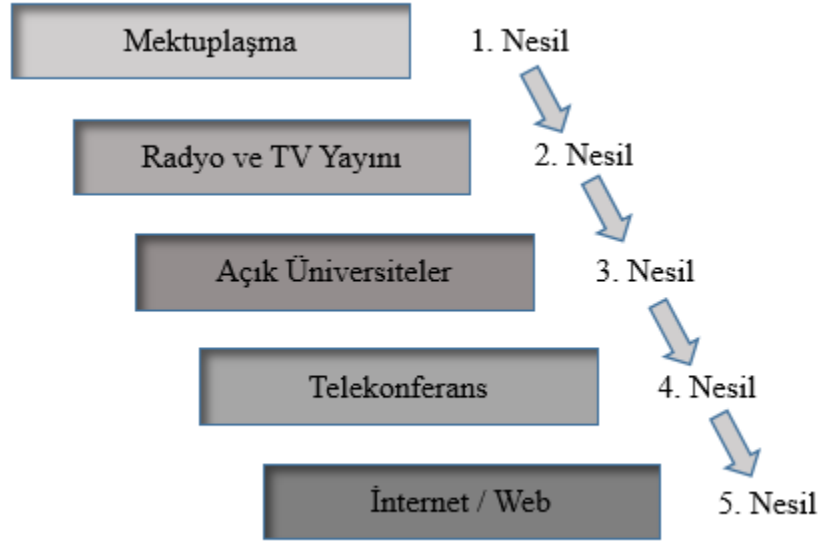 Mektuplaşma 1. Nesil
Radyo ve TV Yayını 2. Nesil
Açık Üniversiteler 3. Nesil
Telekonferans 4. Nesil
İnternet / Web 5. Nesil